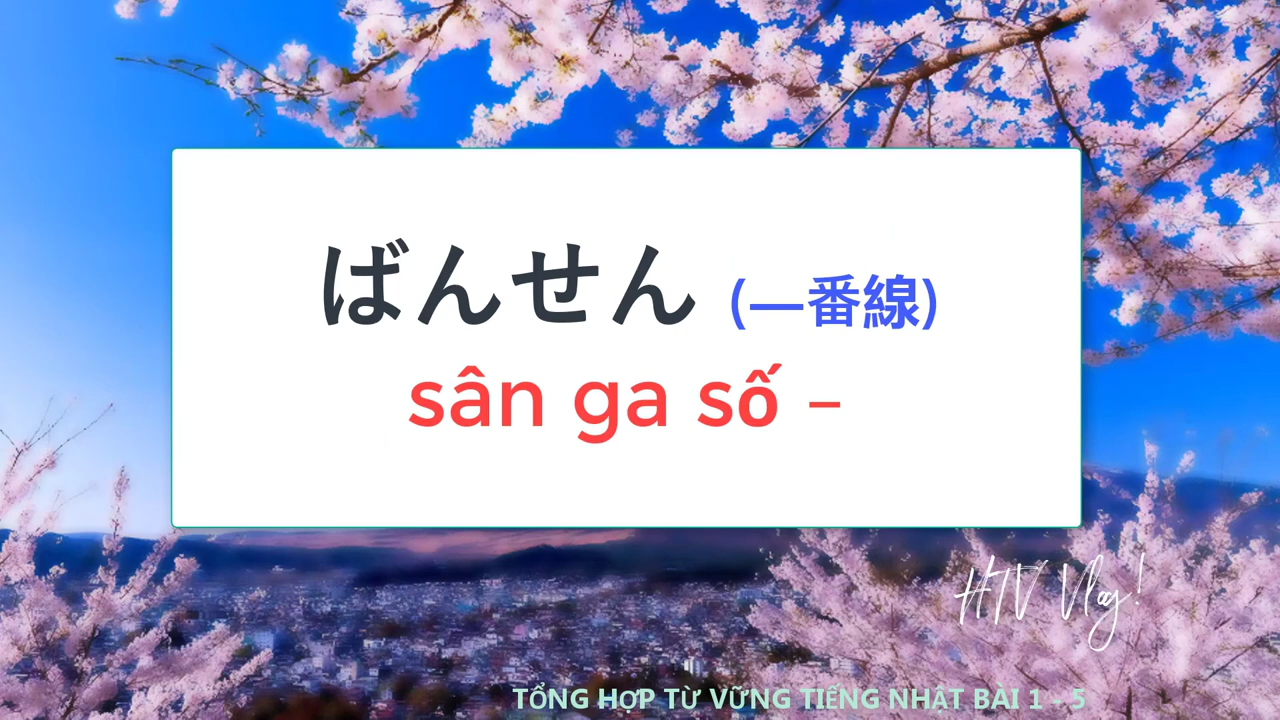 ばんせん (—番線)
sân ga số –
HTV Vlog!
TỔNG HỢP TỪ VỮNG TIẾNG NHẬT BÀI 1 - 5